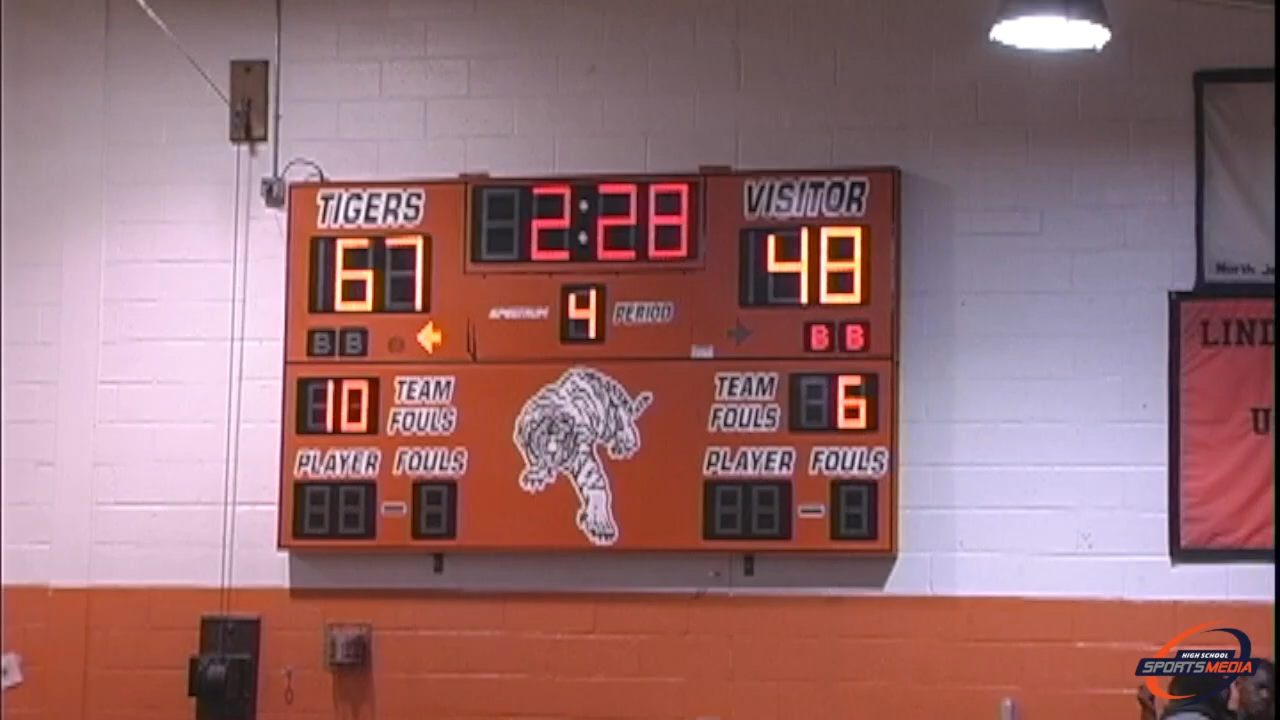 TIGERS 2:28 VISITOR
67 48
SPECTRUM 4 PERIOD
B B B B
10 TEAM FOULS TEAM FOULS 6
PLAYER FOULS PLAYER FOULS
North
LIND
U
HIGH SCHOOL
SPORTSMEDIA